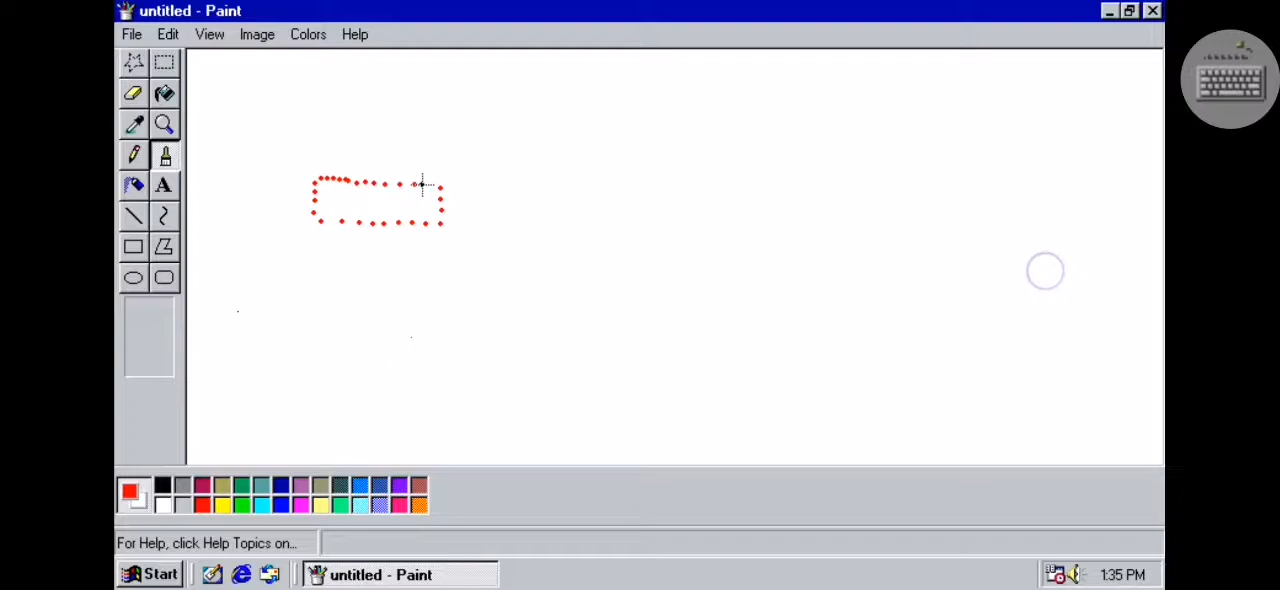 untitled - Paint
File Edit View Image Colors Help
A
For Help, click Help Topics on...
Start untitled - Paint 1:35 PM